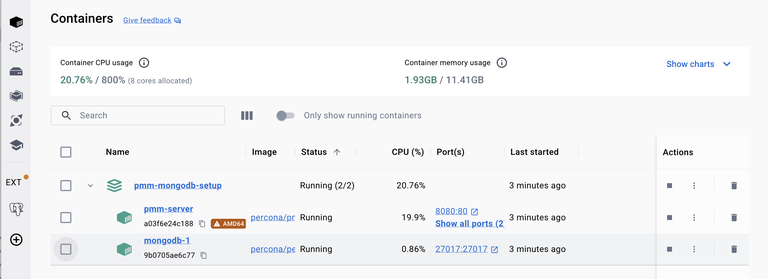 Containers Give feedback
Container CPU usage
20.76% / 800% (8 cores allocated)
Container memory usage
1.93GB / 11.41GB
Show charts
Search
Only show running containers
Name Image Status CPU (%) Port(s) Last started Actions
pmm-mongodb-setup Running (2/2) 20.76% 3 minutes ago
pmm-server
a03f6e24c188 AMD64 percona/pr Running 19.9% 8080:80 3 minutes ago
Show all ports (2
mongodb-1
9b0705ae6c77 percona/pe Running 0.86% 27017:27017 3 minutes ago
EXT